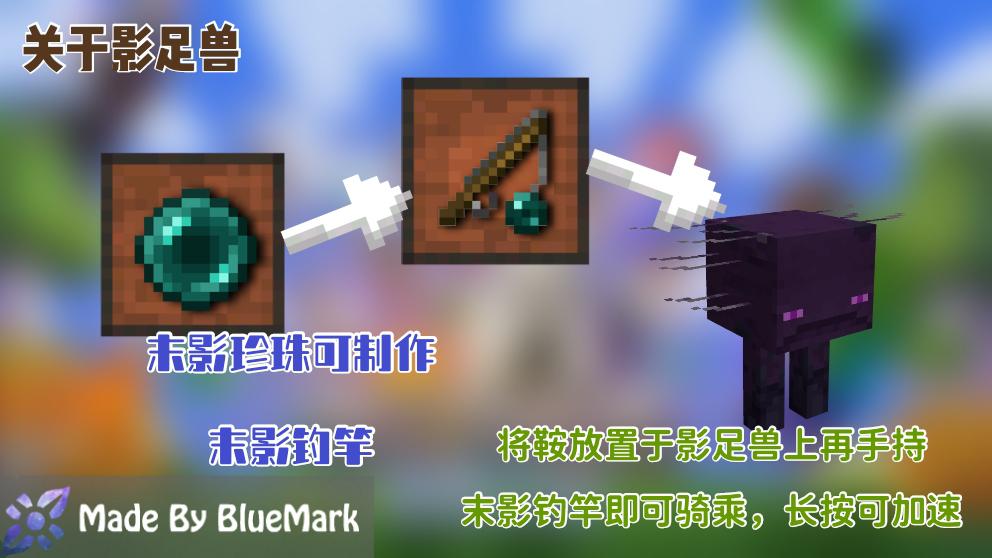 关于影足兽
末影珍珠可制作
末影钓竿
将鞍放置于影足兽上再手持
末影钓竿即可骑乘，长按可加速
Made By BlueMark